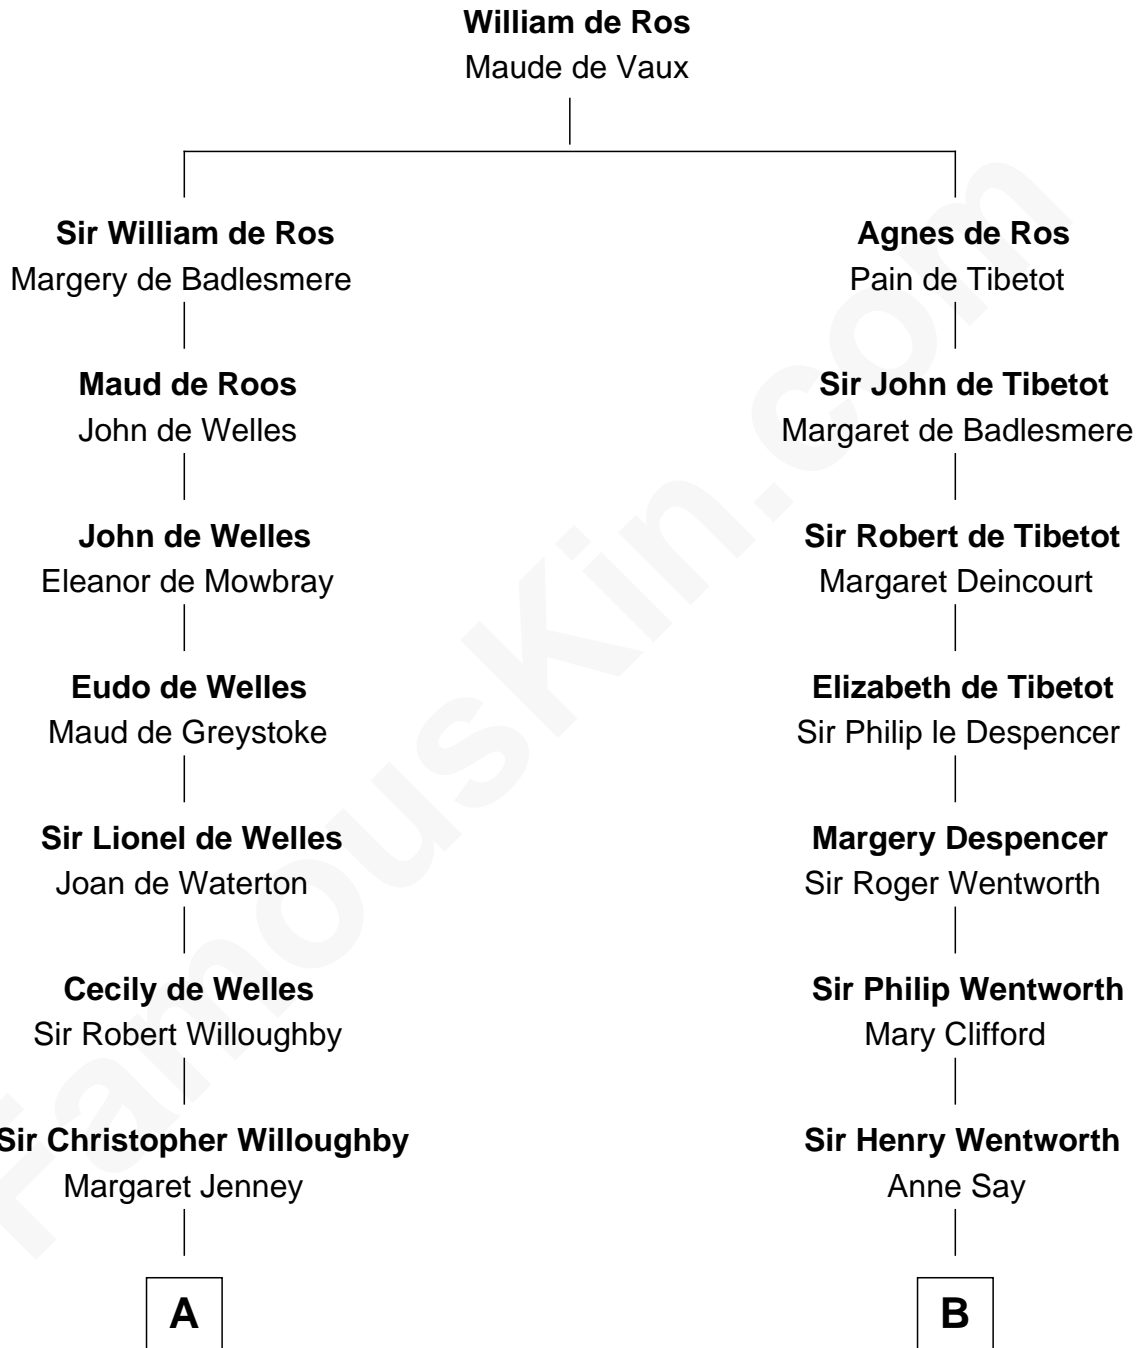 William de Ros
Maude de Vaux
Sir William de Ros
Margery de Badlesmere
Agnes de Ros
Pain de Tibetot
Maud de Roos
John de Welles
Sir John de Tibetot
Margaret de Badlesmere
John de Welles
Eleanor de Mowbray
Sir Robert de Tibetot
Margaret Deincourt
Eudo de Welles
Maud de Greystoke
Elizabeth de Tibetot
Sir Philip le Despencer
Sir Lionel de Welles
Joan de Waterton
Margery Despencer
Sir Roger Wentworth
Cecily de Welles
Sir Robert Willoughby
Sir Philip Wentworth
Mary Clifford
Sir Christopher Willoughby
Margaret Jenney
Sir Henry Wentworth
Anne Say
A
B
FamousKin.com